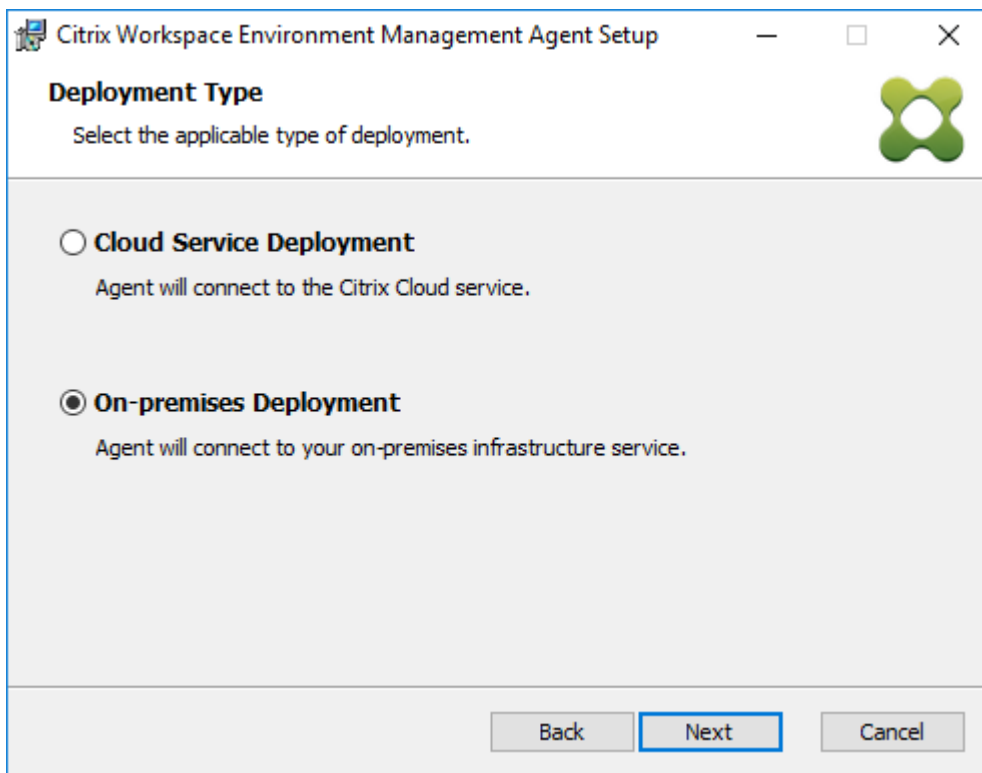 Citrix Workspace Environment Management Agent Setup
Deployment Type
Select the applicable type of deployment.
Cloud Service Deployment
Agent will connect to the Citrix Cloud service.
On-premises Deployment
Agent will connect to your on-premises infrastructure service.
Back Next Cancel